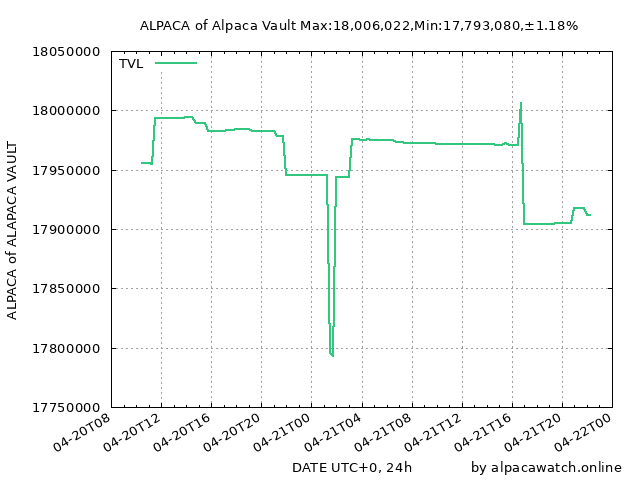 ALPACA of Alpaca Vault Max:18,006,022,Min:17,793,080,±1.18%
TVL
ALPACA of ALAPACA VAULT
18050000
18000000
17950000
17900000
17850000
17800000
17750000
04-20T08
04-20T12
04-20T16
04-20T20
04-21T00
04-21T04
04-21T08
04-21T12
04-21T16
04-21T20
04-22T00
DATE UTC+0, 24h
by alpacawatch.online